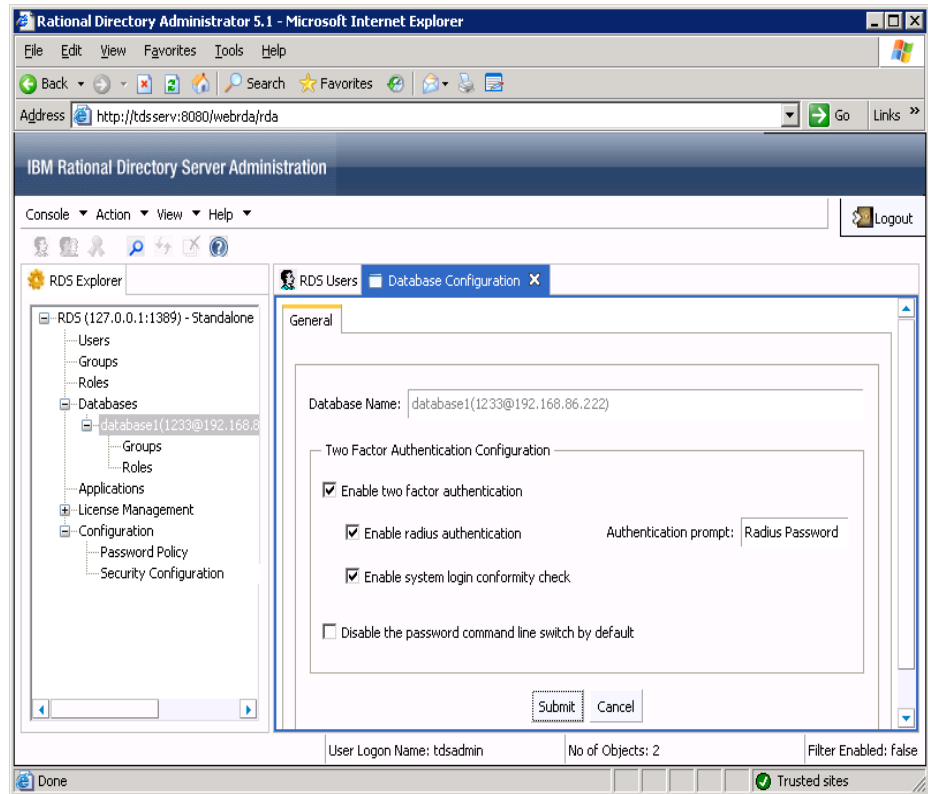 Rational Directory Administrator 5.1 - Microsoft Internet Explorer
File Edit View Favorites Tools Help
Back Search Favorites
Address http://tdsserv:8080/webrda/rda Go Links »
IBM Rational Directory Server Administration
Console Action View Help Logout
RDS Explorer
RDS (127.0.0.1:1389) - Standalone
Users
Groups
Roles
Databases
database1(1233@192.168.8
Groups
Roles
Applications
License Management
Configuration
Password Policy
Security Configuration
RDS Users Database Configuration X
General
Database Name: database1(1233@192.168.86.222)
Two Factor Authentication Configuration
Enable two factor authentication
Enable radius authentication Authentication prompt: Radius Password
Enable system login conformity check
Disable the password command line switch by default
Submit Cancel
User Logon Name: tdsadmin No of Objects: 2 Filter Enabled: false
Done Trusted sites